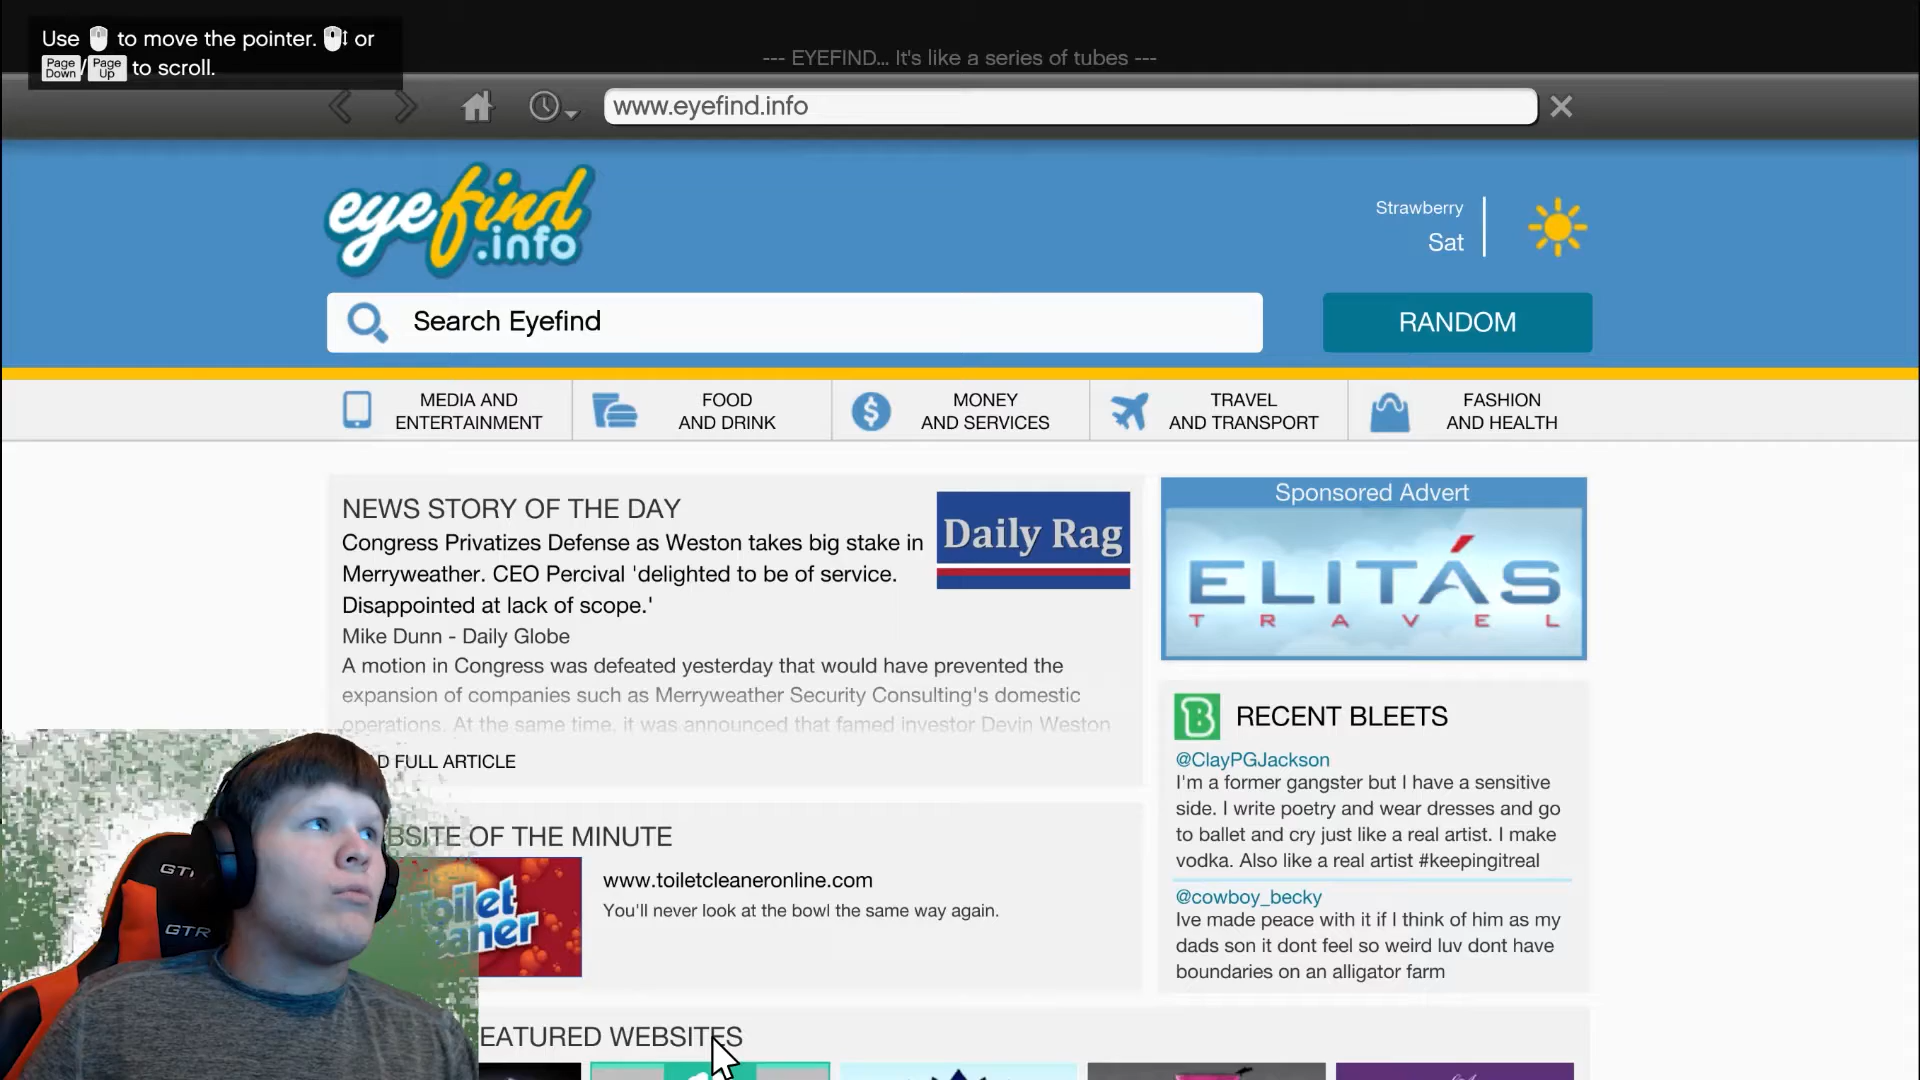 Use to move the pointer. or
Page Down / Page Up to scroll.
--- EYEFIND... It's like a series of tubes ---
www.eyefind.info
eyefind
.info
Strawberry
Sat
Search Eyefind
RANDOM
MEDIA AND
ENTERTAINMENT
FOOD
AND DRINK
MONEY
AND SERVICES
TRAVEL
AND TRANSPORT
FASHION
AND HEALTH
NEWS STORY OF THE DAY
Congress Privatizes Defense as Weston takes big stake in
Merryweather. CEO Percival 'delighted to be of service.
Disappointed at lack of scope.'
Mike Dunn - Daily Globe
A motion in Congress was defeated yesterday that would have prevented the
expansion of companies such as Merryweather Security Consulting's domestic
operations. At the same time, it was announced that famed investor Devin Weston
D FULL ARTICLE
Daily Rag
Sponsored Advert
ELITÁS
TRAVEL
RECENT BLEETS
@ClayPGJackson
I'm a former gangster but I have a sensitive
side. I write poetry and wear dresses and go
to ballet and cry just like a real artist. I make
vodka. Also like a real artist #keepingitreal
@cowboy_becky
Ive made peace with it if I think of him as my
dads son it dont feel so weird luv dont have
boundaries on an alligator farm
BSITE OF THE MINUTE
Toilet
eaner
www.toiletcleaneronline.com
You'll never look at the bowl the same way again.
EATURED WEBSITES
GTR